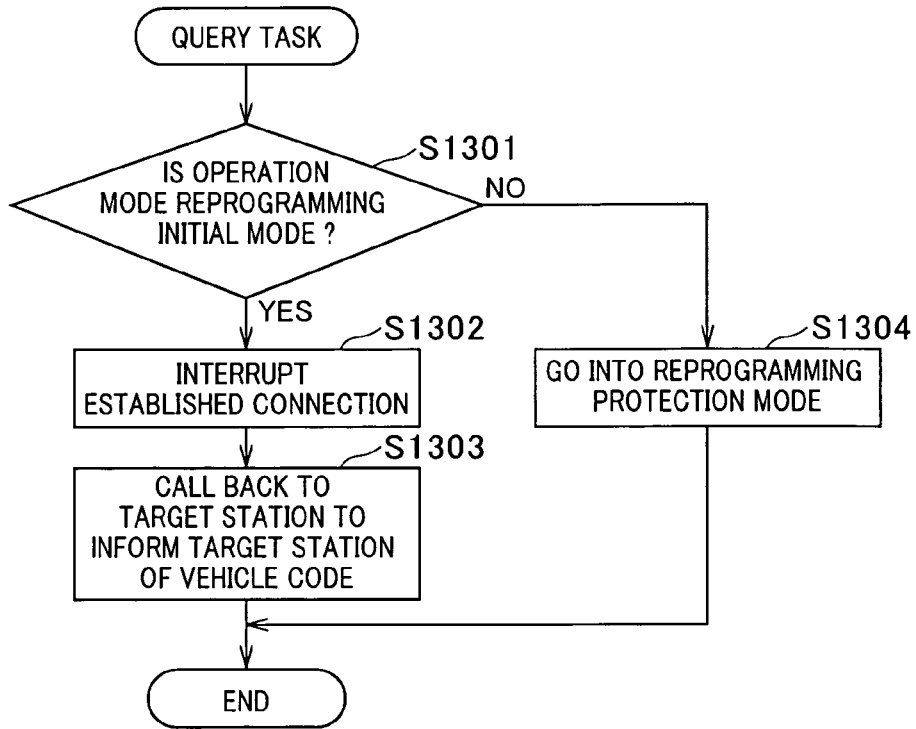 QUERY TASK
S1301
IS OPERATION
MODE REPROGRAMMING
INITIAL MODE ?
NO
YES
S1302
INTERRUPT
ESTABLISHED CONNECTION
S1304
GO INTO REPROGRAMMING
PROTECTION MODE
S1303
CALL BACK TO
TARGET STATION TO
INFORM TARGET STATION
OF VEHICLE CODE
END